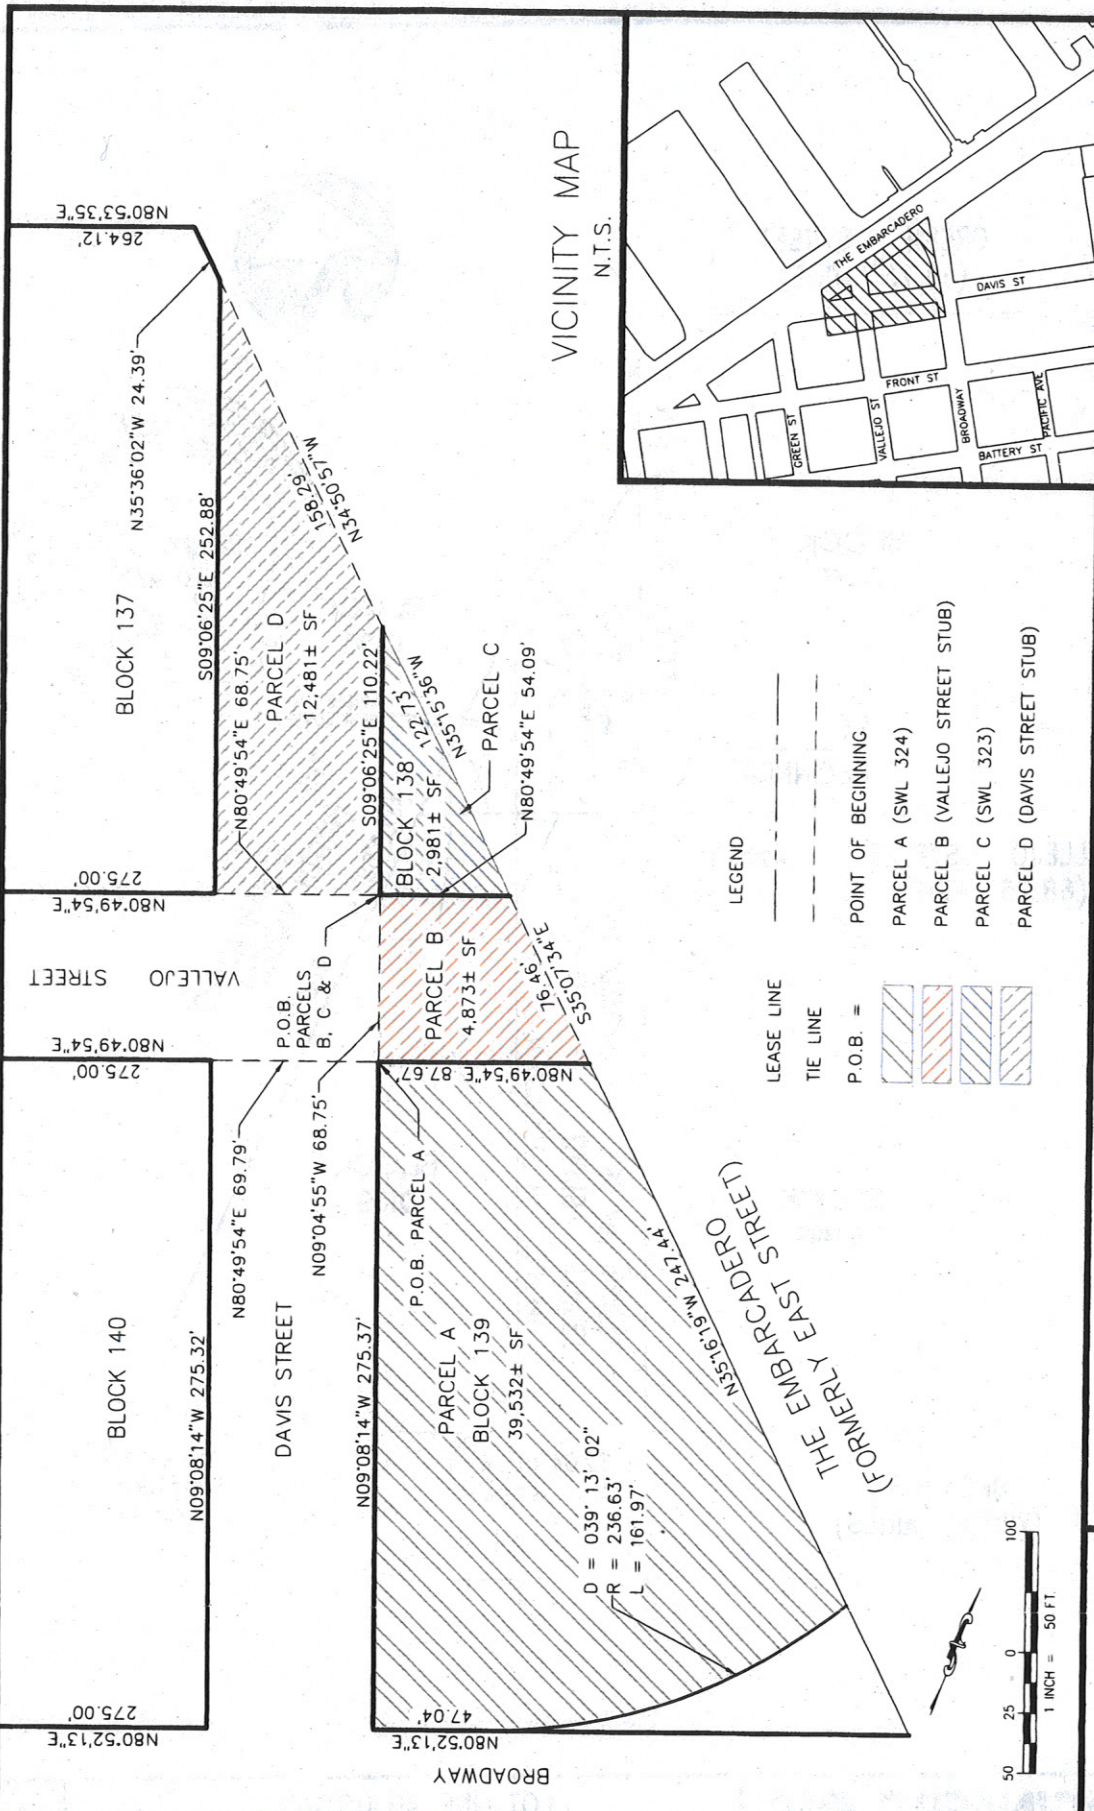 BLOCK 140
N80°52'13"E
275.00'
N09°08'14"W 275.32'
275.00'
N80°49'54"E
VALLEJO STREET
N80°49'54"E
275.00'
BLOCK 137
S09°06'25"E 252.88'
N35°36'02"W 24.39'
264.12'
N80°53'35"E
N80°49'54"E 69.79'
DAVIS STREET
N09°04'55"W 68.75'
P.O.B.
PARCELS
B, C & D
N80°49'54"E 68.75'
PARCEL D
12,481± SF
158.29'
N34°50'57"W
BROADWAY
N80°52'13"E
47.04'
N09°08'14"W 275.37'
P.O.B. PARCEL A
PARCEL A
BLOCK 139
39,532± SF
D = 039° 13' 02"
R = 236.63'
L = 161.97'
N80°49'54"E 87.67'
PARCEL B
4,873± SF
76.46'
S35°07'34"E
S09°06'25"E 110.22'
BLOCK 138
2,981± SF
122.73'
N35°15'36"W
PARCEL C
N80°49'54"E 54.09'
N35°16'19"W 247.44'
THE EMBARCADERO
(FORMERLY EAST STREET)
LEGEND
LEASE LINE
TIE LINE
P.O.B. = POINT OF BEGINNING
PARCEL A (SWL 324)
PARCEL B (VALLEJO STREET STUB)
PARCEL C (SWL 323)
PARCEL D (DAVIS STREET STUB)
50 25 0 100
1 INCH = 50 FT.
VICINITY MAP
N.T.S.
THE EMBARCADERO
DAVIS ST
FRONT ST
GREEN ST
VALLEJO ST
BROADWAY
PACIFIC AVE
BATTERY ST